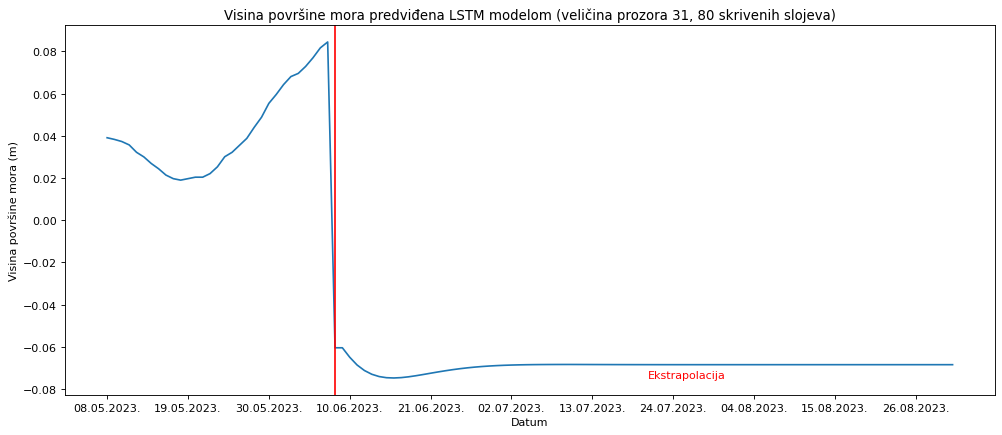 Visina površine mora predviđena LSTM modelom (veličina prozora 31, 80 skrivenih slojeva)
Visina površine mora (m)
0.08
0.06
0.04
0.02
0.00
−0.02
−0.04
−0.06
−0.08
Ekstrapolacija
08.05.2023. 19.05.2023. 30.05.2023. 10.06.2023. 21.06.2023. 02.07.2023. 13.07.2023. 24.07.2023. 04.08.2023. 15.08.2023. 26.08.2023.
Datum